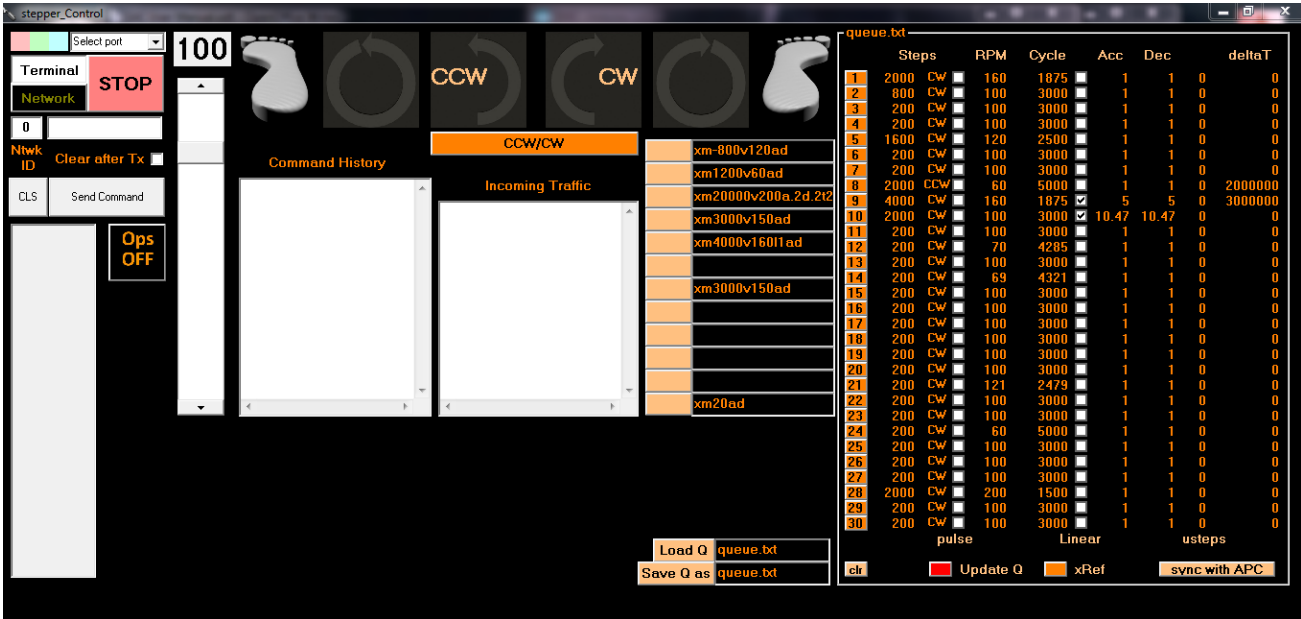 stepper_Control
Select port
100
Terminal
STOP
Network
0
Ntwk
ID
Clear after Tx
CLS
Send Command
Ops
OFF
CCW
CW
CCW/CW
Command History
Incoming Traffic
xm-800v120ad
xm1200v60ad
xm20000v200a.2d.2t2
xm3000v150ad
xm4000v160l1ad
xm3000v150ad
xm20ad
Load Q queue.txt
Save Q as queue.txt
queue.txt
Steps RPM Cycle Acc Dec deltaT
1 2000 CW 160 1875 1 1 0 0
2 800 CW 100 3000 1 1 0 0
3 200 CW 100 3000 1 1 0 0
4 200 CW 100 3000 1 1 0 0
5 1600 CW 120 2500 1 1 0 0
6 200 CW 100 3000 1 1 0 0
7 200 CW 100 3000 1 1 0 0
8 2000 CCW 60 5000 1 1 0 2000000
9 4000 CW 160 1875 5 5 0 3000000
10 2000 CW 100 3000 10.47 10.47 0 0
11 200 CW 100 3000 1 1 0 0
12 200 CW 70 4285 1 1 0 0
13 200 CW 100 3000 1 1 0 0
14 200 CW 69 4321 1 1 0 0
15 200 CW 100 3000 1 1 0 0
16 200 CW 100 3000 1 1 0 0
17 200 CW 100 3000 1 1 0 0
18 200 CW 100 3000 1 1 0 0
19 200 CW 100 3000 1 1 0 0
20 200 CW 100 3000 1 1 0 0
21 200 CW 121 2479 1 1 0 0
22 200 CW 100 3000 1 1 0 0
23 200 CW 100 3000 1 1 0 0
24 200 CW 60 5000 1 1 0 0
25 200 CW 100 3000 1 1 0 0
26 200 CW 100 3000 1 1 0 0
27 200 CW 100 3000 1 1 0 0
28 2000 CW 200 1500 1 1 0 0
29 200 CW 100 3000 1 1 0 0
30 200 CW 100 3000 1 1 0 0
pulse Linear usteps
clr Update Q xRef sync with APC